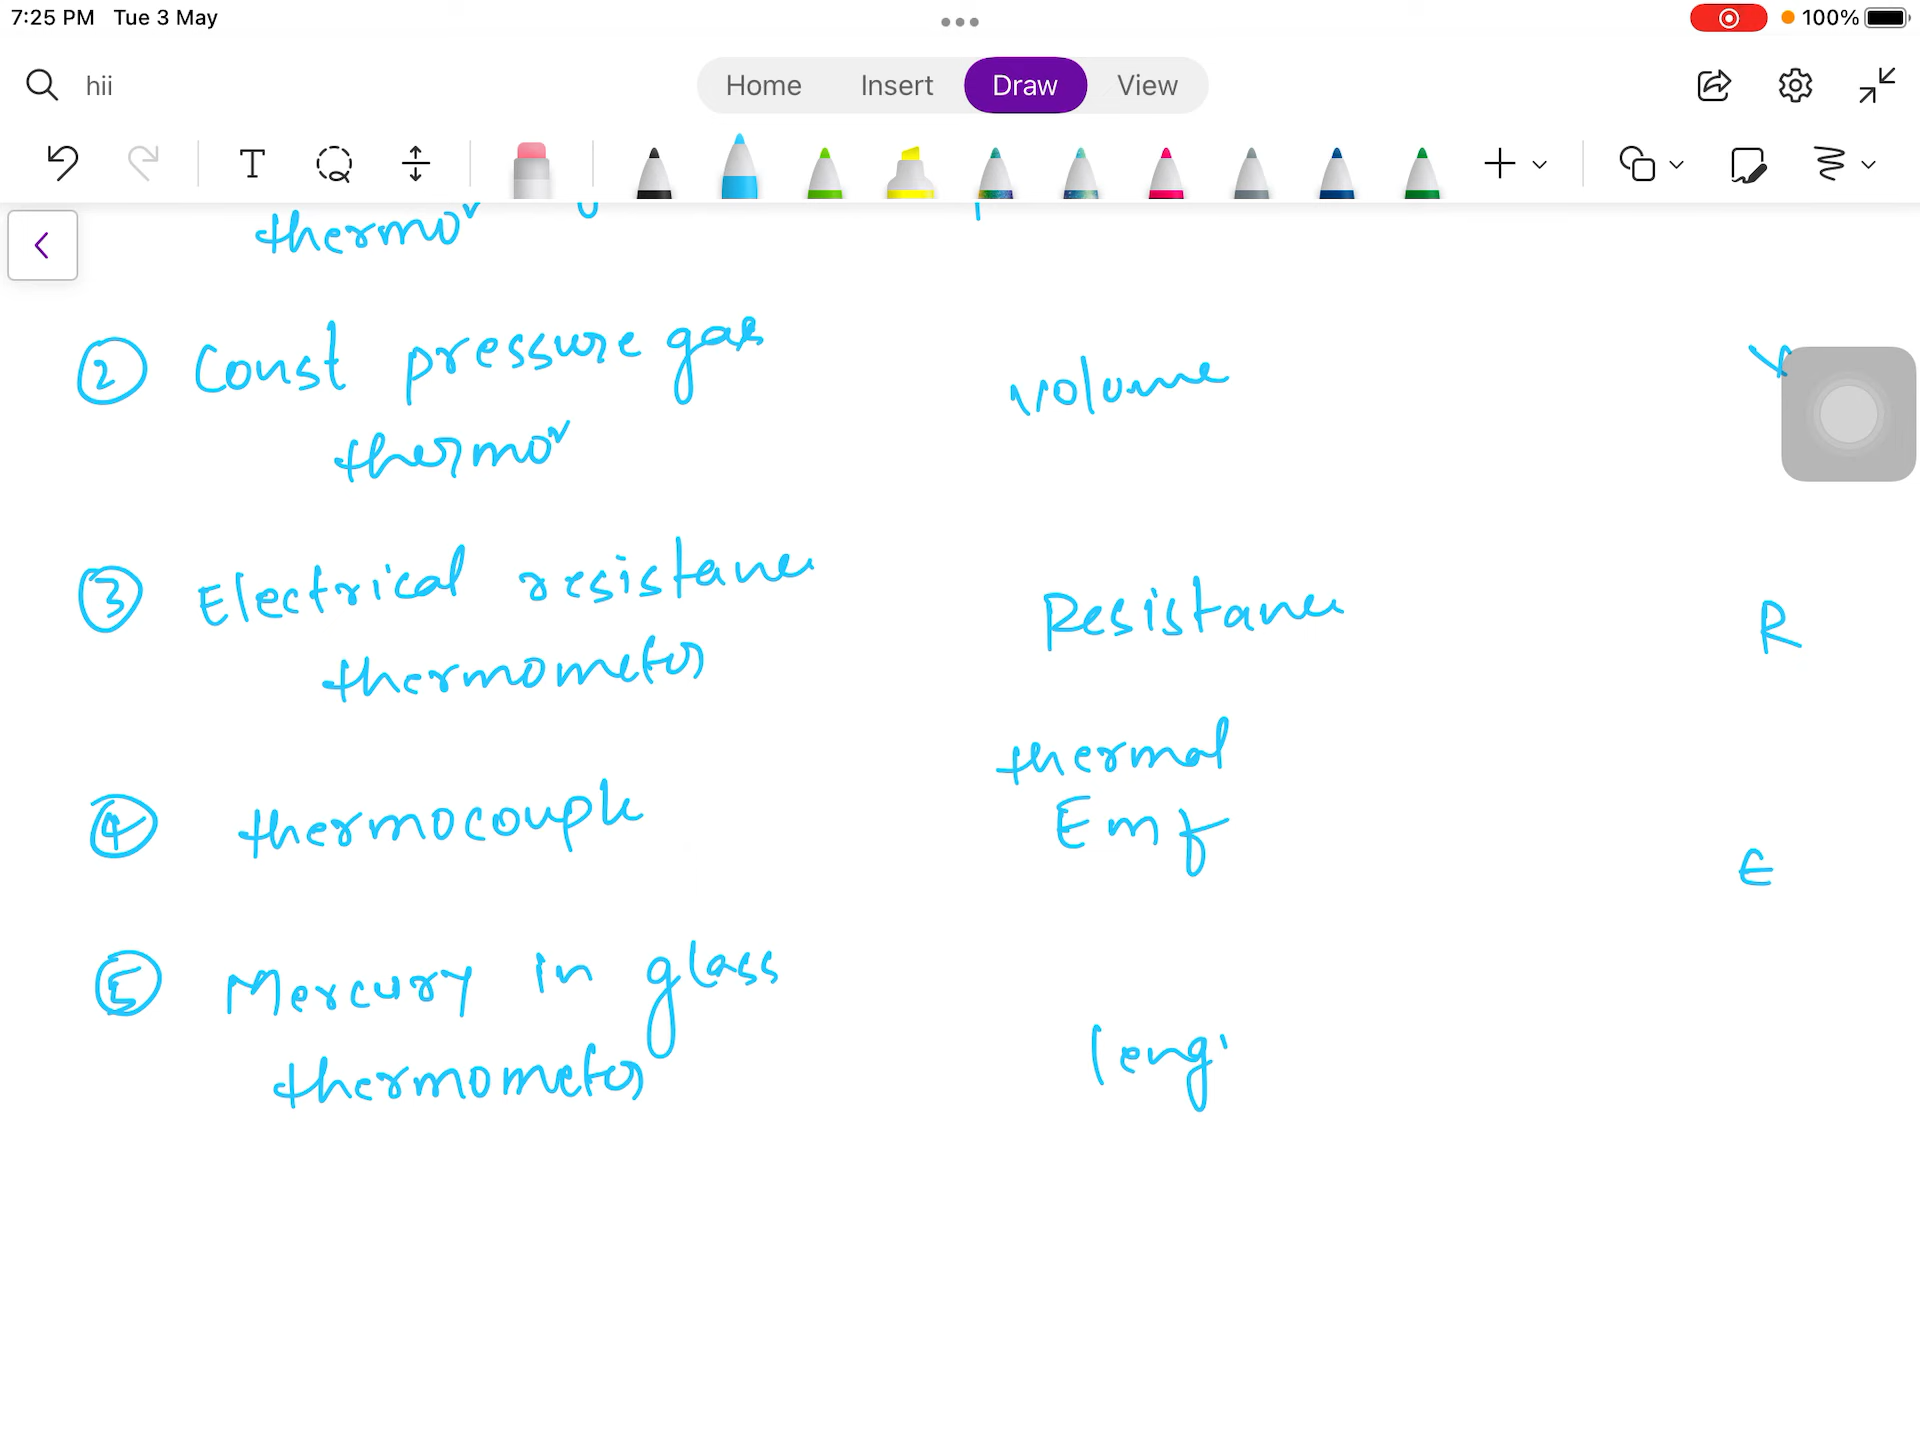 7:25 PM Tue 3 May
100%
hii
Home Insert Draw View
T
thermo
② Const pressure gas
volume
thermo
③ Electrical resistance
Resistance
R
thermometer
thermal
④ thermocouple
Emf
E
⑤ Mercury in glass
leng
thermometer